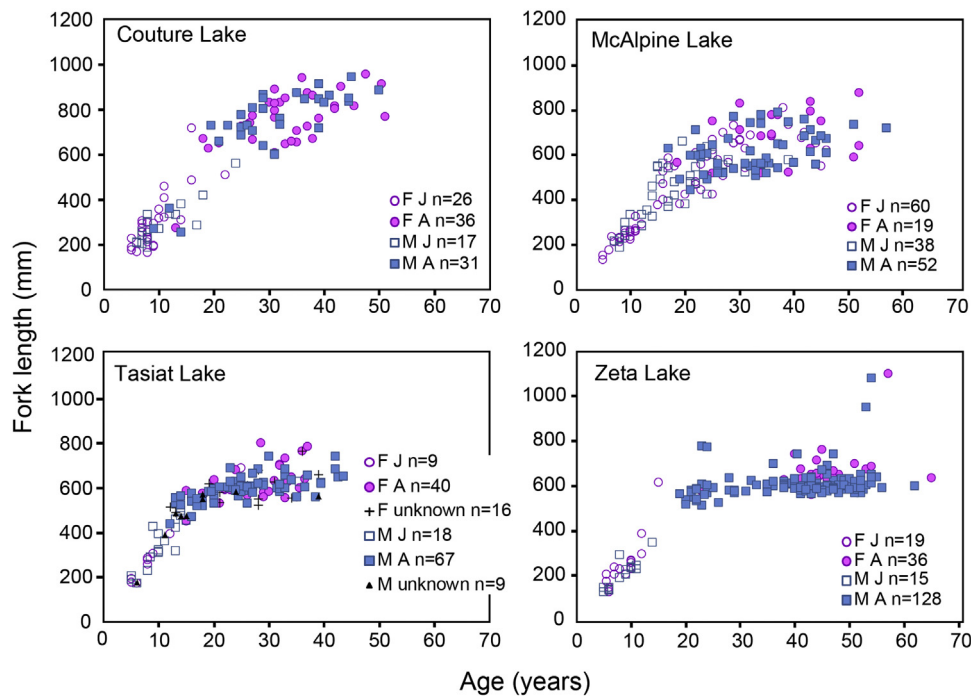 Couture Lake
McAlpine Lake
1200
1000
800
600
400
200
0
0 10 20 30 40 50 60 70
F J n=26
F A n=36
M J n=17
M A n=31
1200
1000
800
600
400
200
0
0 10 20 30 40 50 60 70
F J n=60
F A n=19
M J n=38
M A n=52
Fork length (mm)
Tasiat Lake
Zeta Lake
1200
1000
800
600
400
200
0
0 10 20 30 40 50 60 70
F J n=9
F A n=40
F unknown n=16
M J n=18
M A n=67
M unknown n=9
1200
1000
800
600
400
200
0
0 10 20 30 40 50 60 70
F J n=19
F A n=36
M J n=15
M A n=128
Age (years)